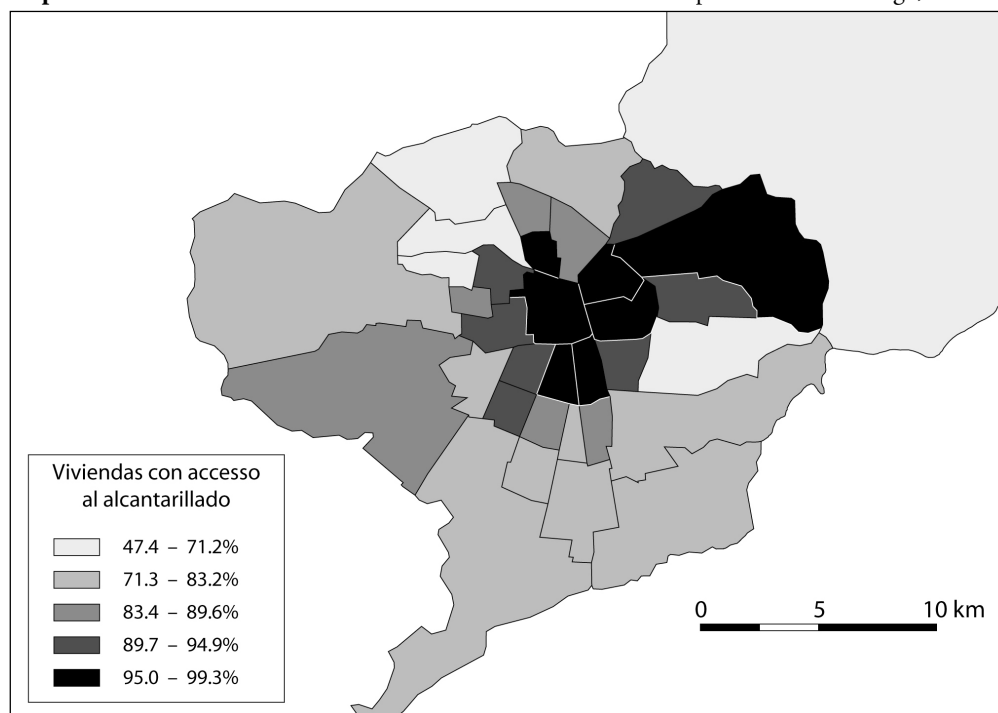 Viviendas con accesso
al alcantarillado
47.4 – 71.2%
71.3 – 83.2%
83.4 – 89.6%
89.7 – 94.9%
95.0 – 99.3%
0 5 10 km